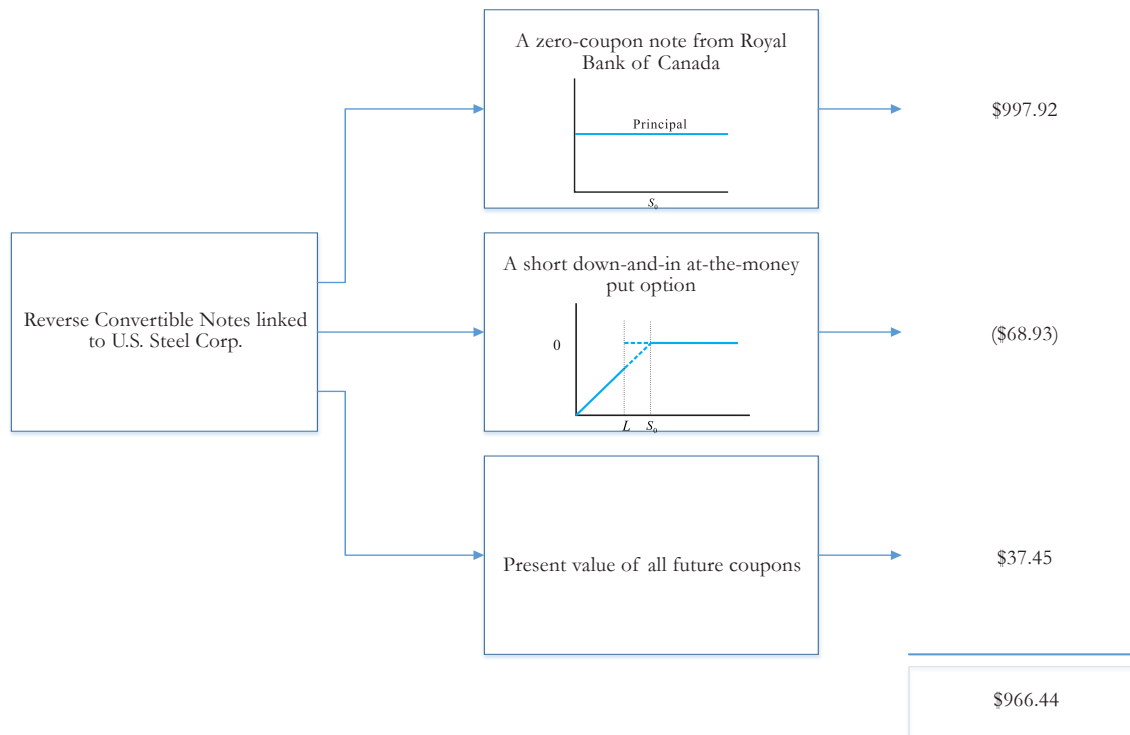 A zero-coupon note from Royal
Bank of Canada
Principal
S₀
$997.92
Reverse Convertible Notes linked
to U.S. Steel Corp.
A short down-and-in at-the-money
put option
0
L S₀
($68.93)
Present value of all future coupons
$37.45
$966.44